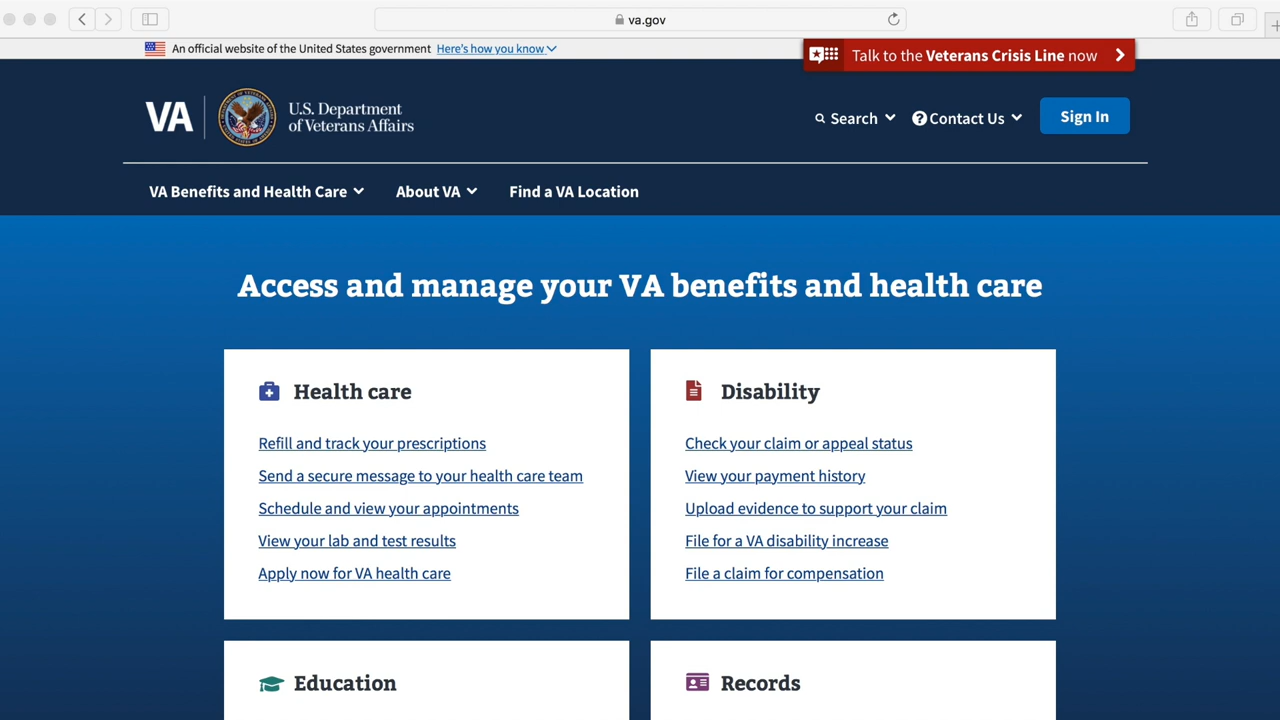 va.gov
An official website of the United States government Here's how you know
Talk to the Veterans Crisis Line now
VA
U.S. Department
of Veterans Affairs
Search
Contact Us
Sign In
VA Benefits and Health Care
About VA
Find a VA Location
Access and manage your VA benefits and health care
Health care
Refill and track your prescriptions
Send a secure message to your health care team
Schedule and view your appointments
View your lab and test results
Apply now for VA health care
Disability
Check your claim or appeal status
View your payment history
Upload evidence to support your claim
File for a VA disability increase
File a claim for compensation
Education
Records